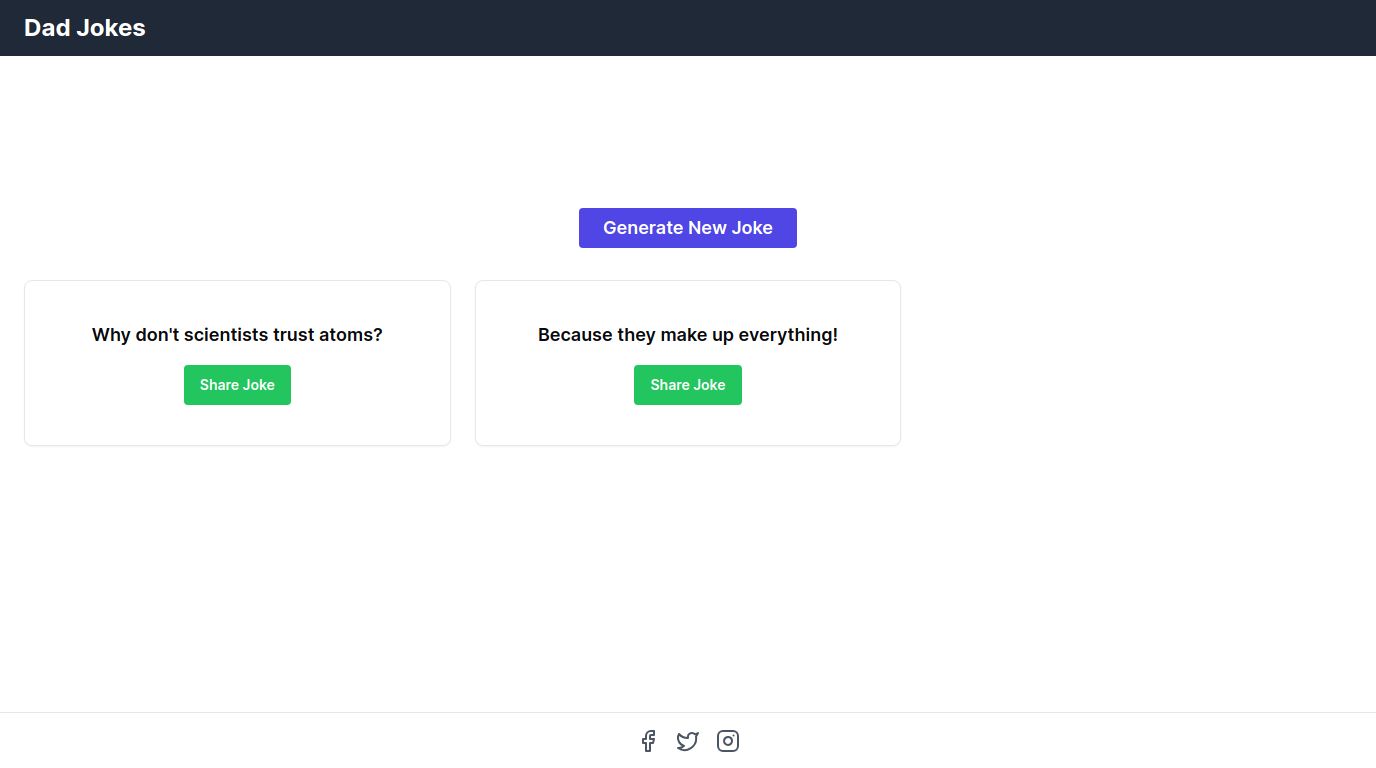 Dad Jokes
Generate New Joke
Why don't scientists trust atoms?
Share Joke
Because they make up everything!
Share Joke